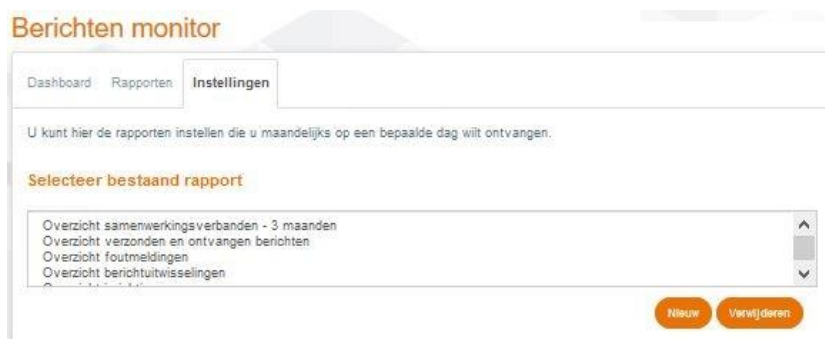 Berichten monitor
Dashboard Rapporten Instellingen
U kunt hier de rapporten instellen die u maandelijks op een bepaalde dag wilt ontvangen.
Selecteer bestaand rapport
Overzicht samenwerkingsverbanden - 3 maanden
Overzicht verzonden en ontvangen berichten
Overzicht foutmeldingen
Overzicht berichtuitwisselingen
Nieuw Verwijderen